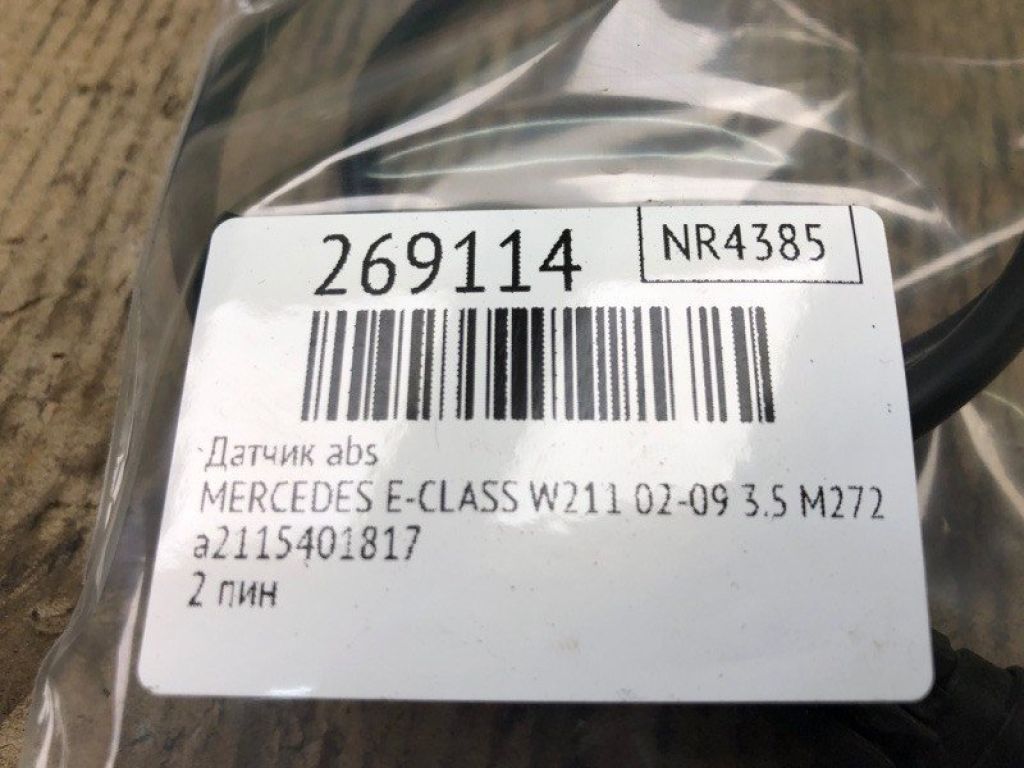 269114
NR4385
Датчик abs
MERCEDES E-CLASS W211 02-09 3.5 M272
a2115401817
2 пин